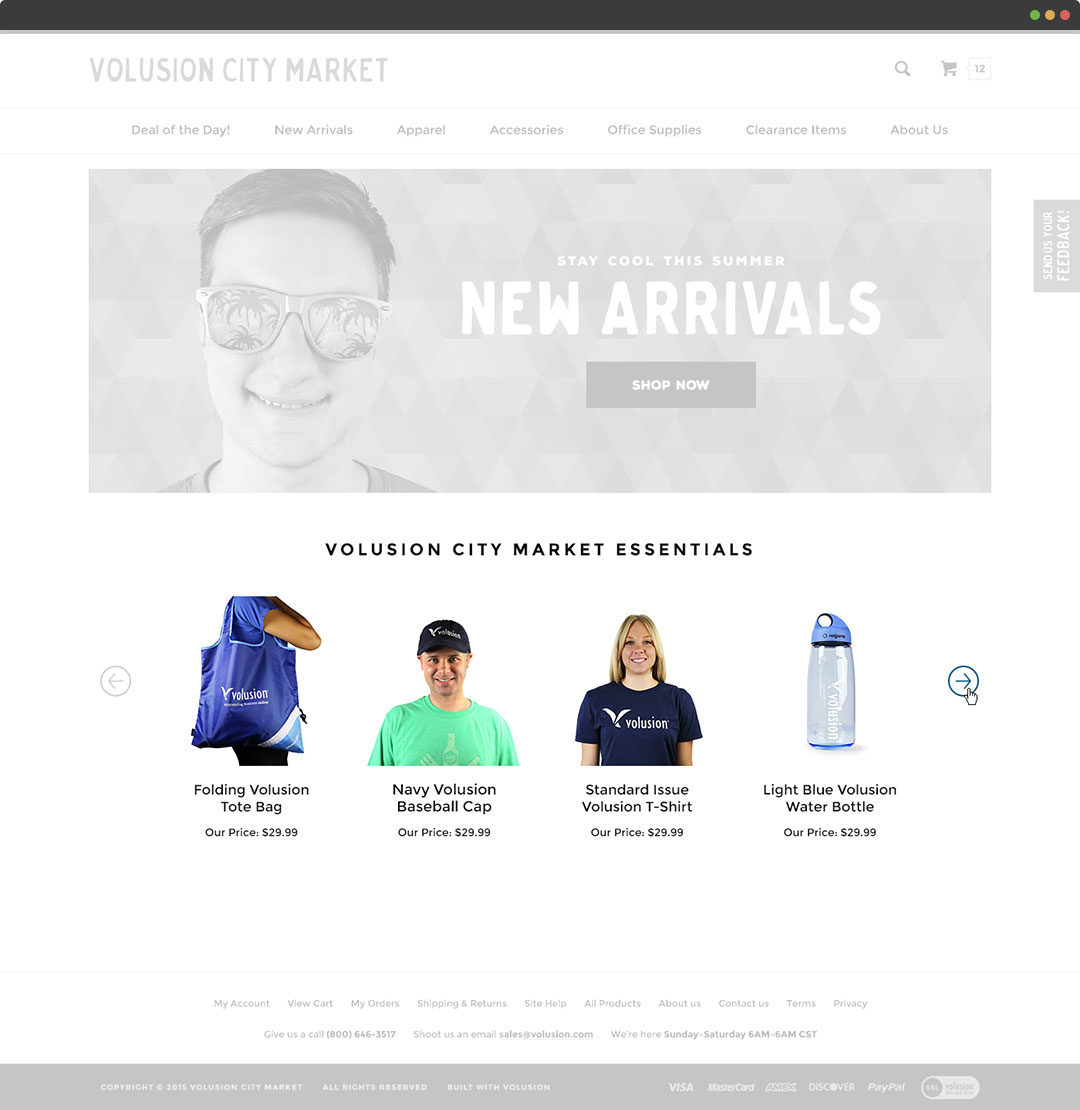 VOLUSION CITY MARKET
12
Deal of the Day! New Arrivals Apparel Accessories Office Supplies Clearance Items About Us
STAY COOL THIS SUMMER
NEW ARRIVALS
SHOP NOW
SEND US YOUR
FEEDBACK!
VOLUSION CITY MARKET ESSENTIALS
volusion
volusion
volusion
volusion
Folding Volusion
Tote Bag
Our Price: $29.99
Navy Volusion
Baseball Cap
Our Price: $29.99
Standard Issue
Volusion T-Shirt
Our Price: $29.99
Light Blue Volusion
Water Bottle
Our Price: $29.99
My Account View Cart My Orders Shipping & Returns Site Help All Products About us Contact us Terms Privacy
Give us a call (800) 646-3517 Shoot us an email sales@volusion.com We're here Sunday-Saturday 6AM-6AM CST
COPYRIGHT © 2015 VOLUSION CITY MARKET ALL RIGHTS RESERVED BUILT WITH VOLUSION
VISA MasterCard AMEX DISCOVER PayPal SSL volusion